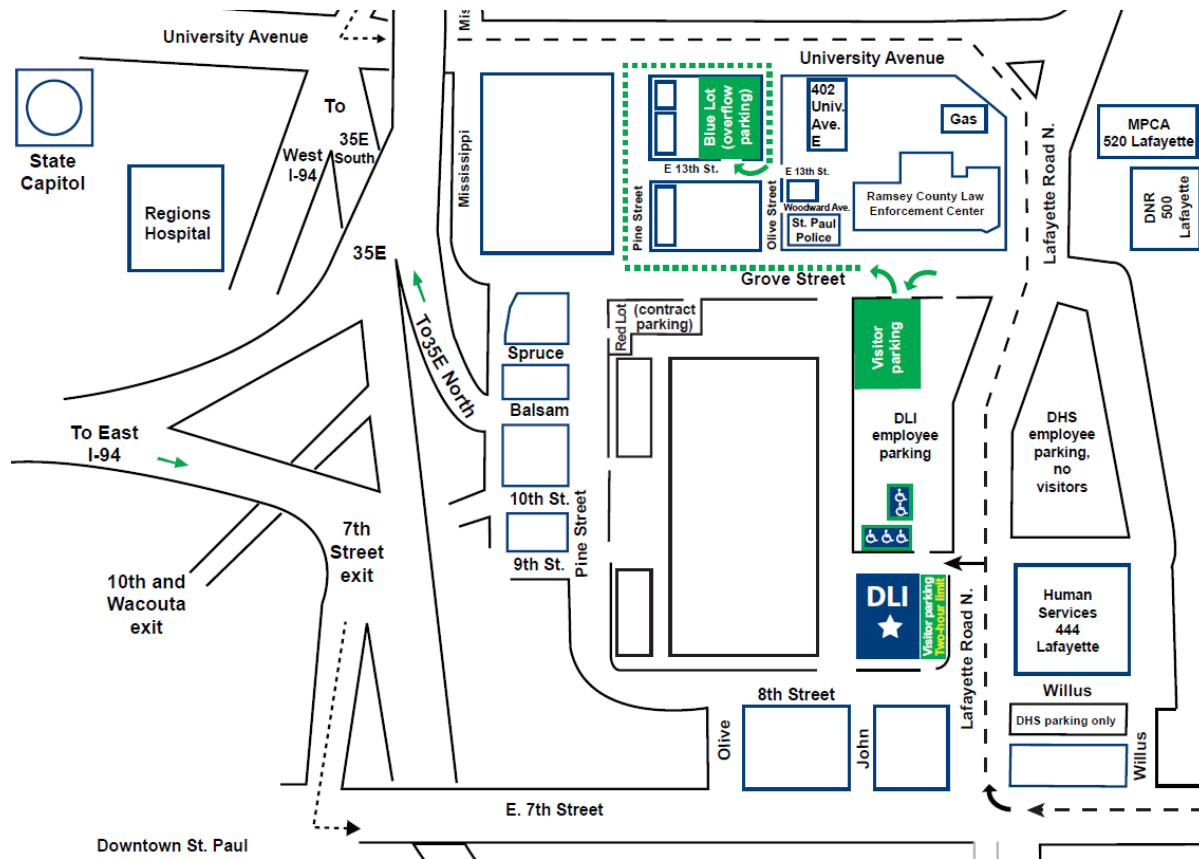 University Avenue
Mississippi
University Avenue
State
Capitol
Regions
Hospital
To
35E
South
West
I-94
35E
Mississippi
Blue Lot
(overflow
parking)
E 13th St.
Pine Street
Olive Street
402
Univ.
Ave.
E
Gas
E 13th St.
Woodward Ave.
St. Paul
Police
Ramsey County Law
Enforcement Center
Lafayette Road N.
MPCA
520 Lafayette
DNR
500
Lafayette
Grove Street
To35E North
Spruce
Balsam
10th St.
9th St.
Pine Street
Red Lot
(contract
parking)
Visitor
parking
DLI
employee
parking
DHS
employee
parking,
no
visitors
To East
I-94
7th
Street
exit
10th and
Wacouta
exit
DLI
Visitor parking
Two-hour limit
Lafayette Road N.
Human
Services
444
Lafayette
8th Street
Olive
John
Willus
DHS parking only
Willus
E. 7th Street
Downtown St. Paul